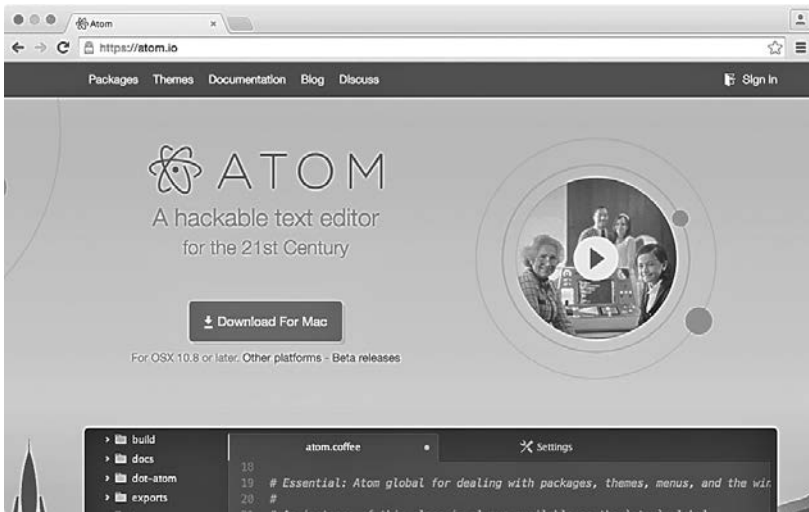 Atom
https://atom.io
Packages Themes Documentation Blog Discuss Sign in
ATOM
A hackable text editor
for the 21st Century
Download For Mac
For OSX 10.8 or later. Other platforms - Beta releases
build
docs
dot-atom
exports
atom.coffee
Settings
18
19 # Essential: Atom global for dealing with packages, themes, menus, and the win
20 #